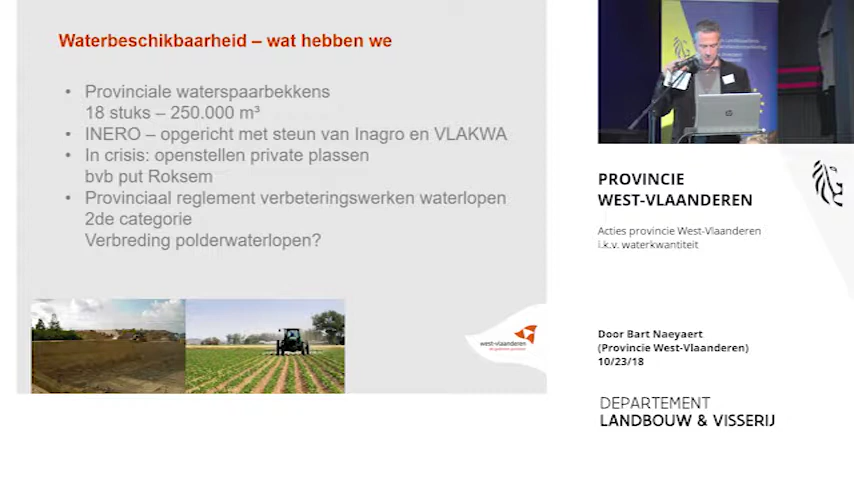 Waterbeschikbaarheid – wat hebben we
• Provinciale waterspaarbekkens
18 stuks – 250.000 m³
• INERO – opgericht met steun van Inagro en VLAKWA
• In crisis: openstellen private plassen
bvb put Roksem
• Provinciaal reglement verbeteringswerken waterlopen
2de categorie
Verbreding polderwaterlopen?
west-vlaanderen
PROVINCIE
WEST-VLAANDEREN
Acties provincie West-Vlaanderen
i.k.v. waterkwantiteit
Door Bart Naeyaert
(Provincie West-Vlaanderen)
10/23/18
DEPARTEMENT
LANDBOUW & VISSERIJ